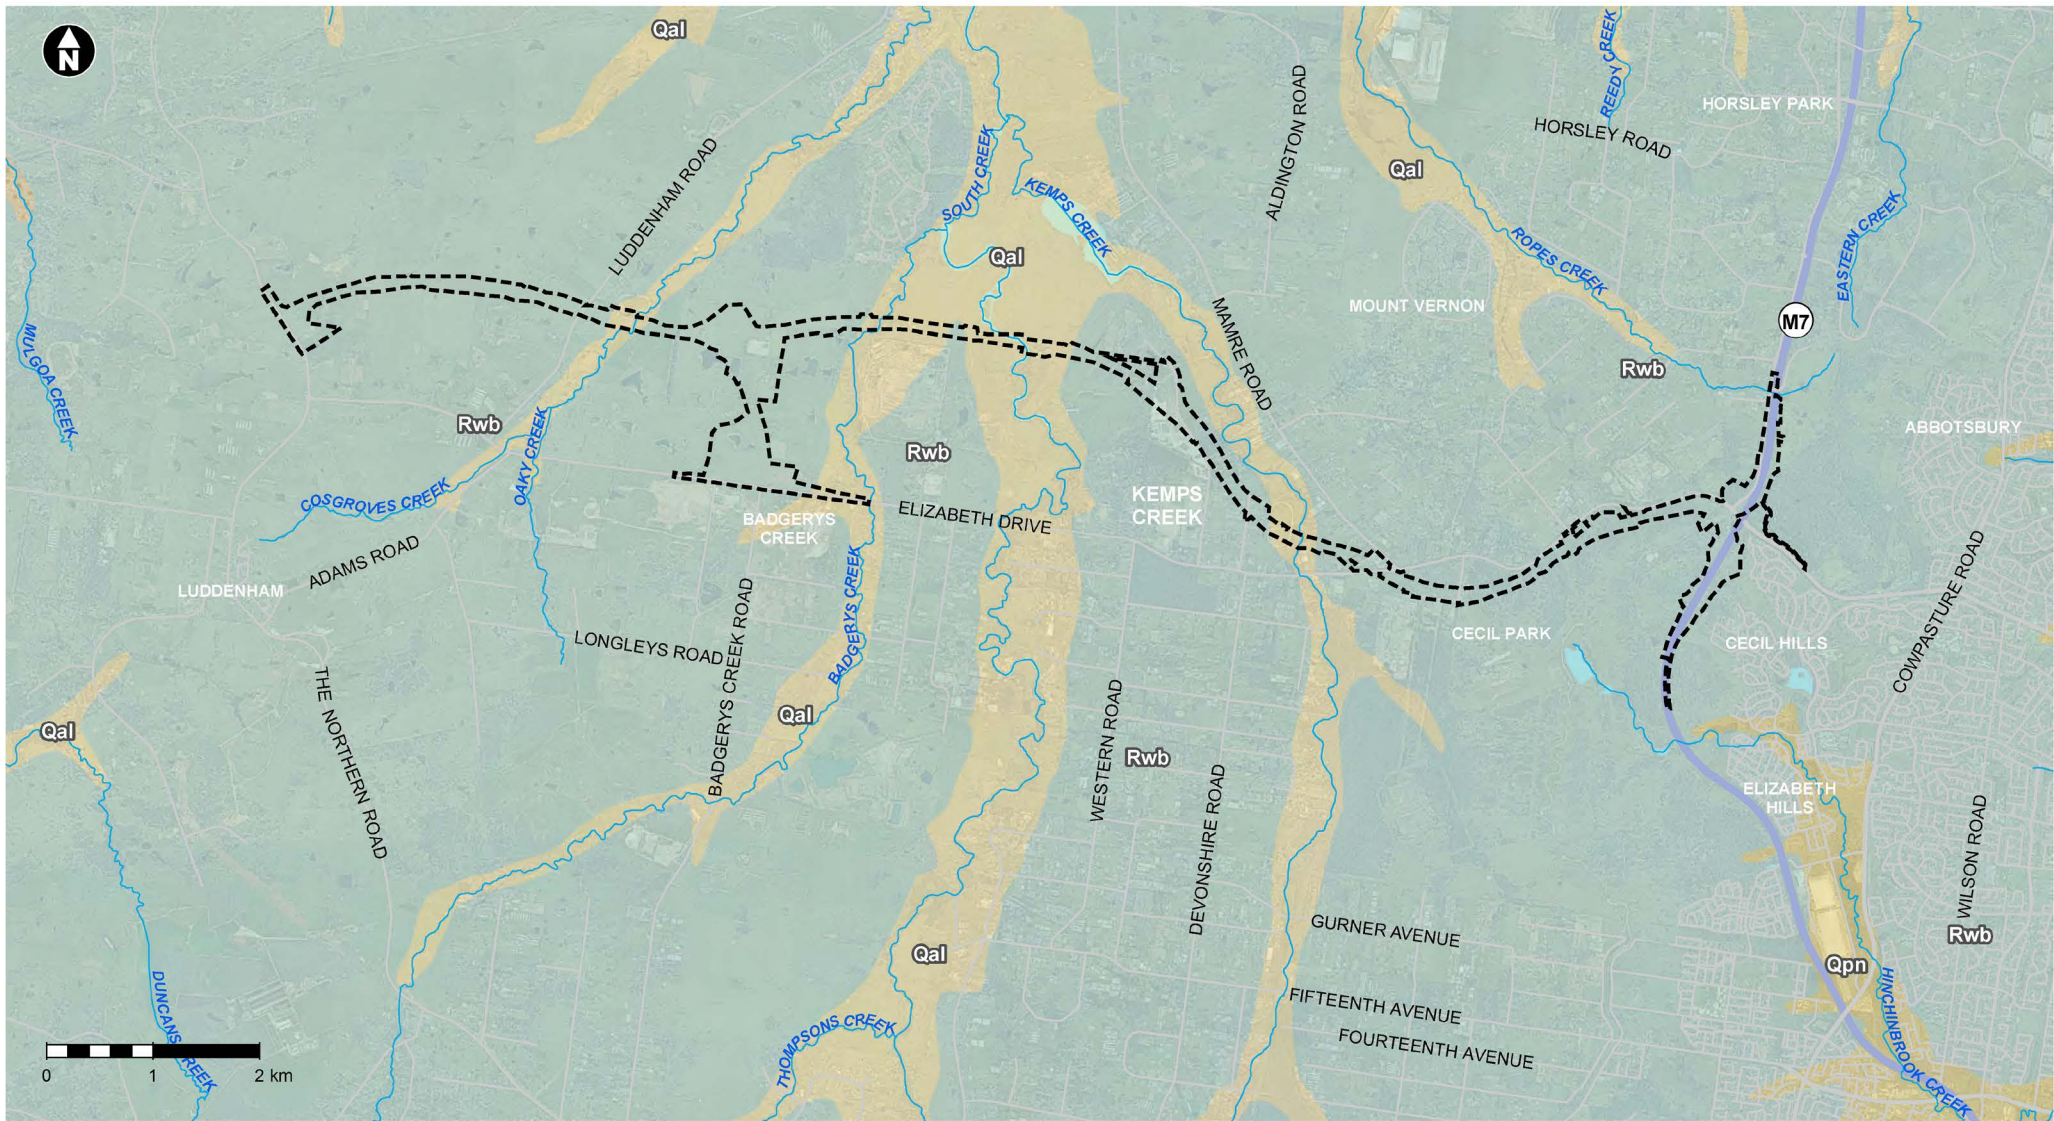 N
Qal
REEDY CREEK
HORSLEY PARK
HORSLEY ROAD
ALDINGTON ROAD
LUDDENHAM ROAD
SOUTH CREEK
KEMPS CREEK
Qal
Qal
ROPES CREEK
EASTERN CREEK
MOUNT VERNON
M7
MAMRE ROAD
MULGOA CREEK
Rwb
Rwb
Rwb
ABBOTSBURY
OAKY CREEK
COSGROVES CREEK
KEMPS
CREEK
ELIZABETH DRIVE
BADGERYS
CREEK
ADAMS ROAD
LUDDENHAM
BADGERYS CREEK
BADGERYS CREEK ROAD
LONGLEYS ROAD
CECIL PARK
CECIL HILLS
COWPASTURE ROAD
THE NORTHERN ROAD
Qal
Qal
WESTERN ROAD
Rwb
DEVONSHIRE ROAD
ELIZABETH
HILLS
WILSON ROAD
Rwb
GURNER AVENUE
Qal
Qpn
FIFTEENTH AVENUE
FOURTEENTH AVENUE
THOMPSONS CREEK
DUNCANS CREEK
HINCHINBROOK CREEK
0 1 2 km